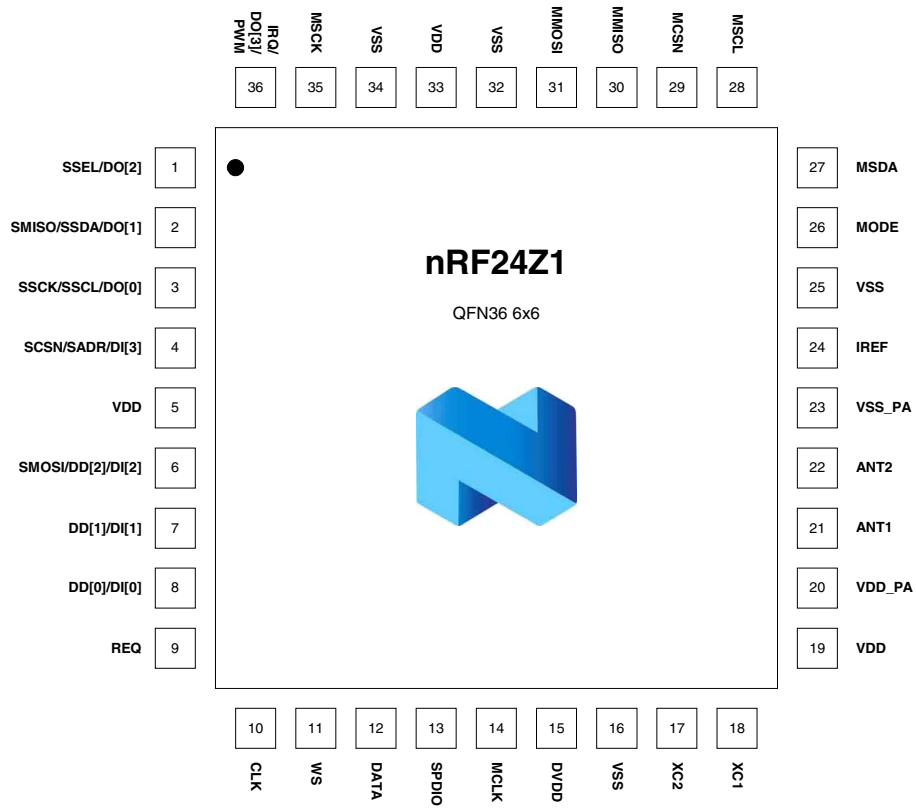 IRQ/
DO[3]/
PWM
MSCK
VSS
VDD
VSS
MMOSI
MMISO
MCSN
MSCL
36
35
34
33
32
31
30
29
28
SSEL/DO[2]
1
SMISO/SSDA/DO[1]
2
SSCK/SSCL/DO[0]
3
SCSN/SADR/DI[3]
4
VDD
5
SMOSI/DD[2]/DI[2]
6
DD[1]/DI[1]
7
DD[0]/DI[0]
8
REQ
9
nRF24Z1
QFN36 6x6
27
MSDA
26
MODE
25
VSS
24
IREF
23
VSS_PA
22
ANT2
21
ANT1
20
VDD_PA
19
VDD
10
11
12
13
14
15
16
17
18
CLK
WS
DATA
SPDIO
MCLK
DVDD
VSS
XC2
XC1